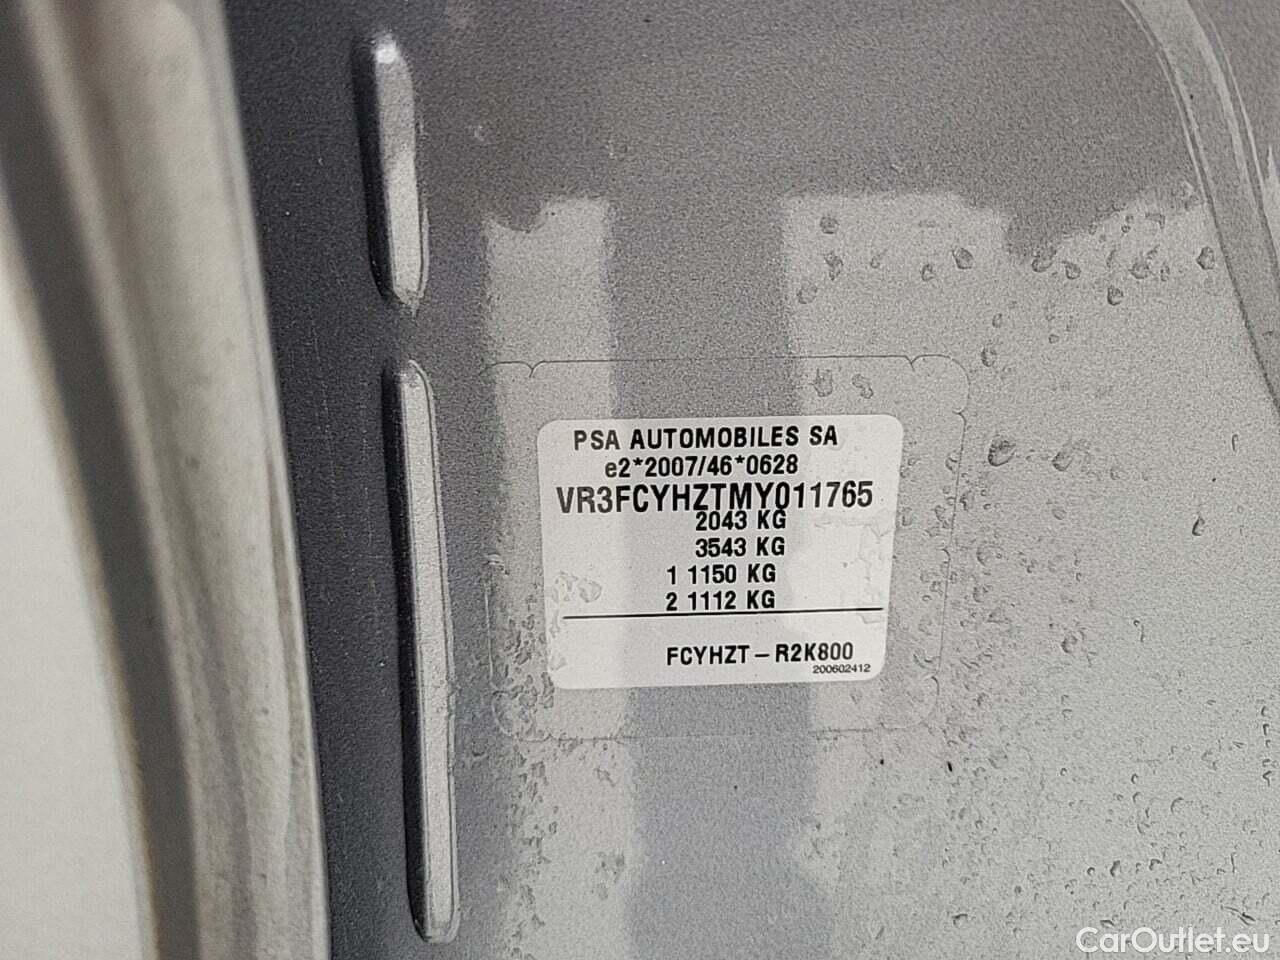 PSA AUTOMOBILES SA
e2*2007/46*0628
VR3FCYHZTMY011765
2043 KG
3543 KG
1 1150 KG
2 1112 KG
FCYHZT - R2K800
200602412
CarOutlet.eu